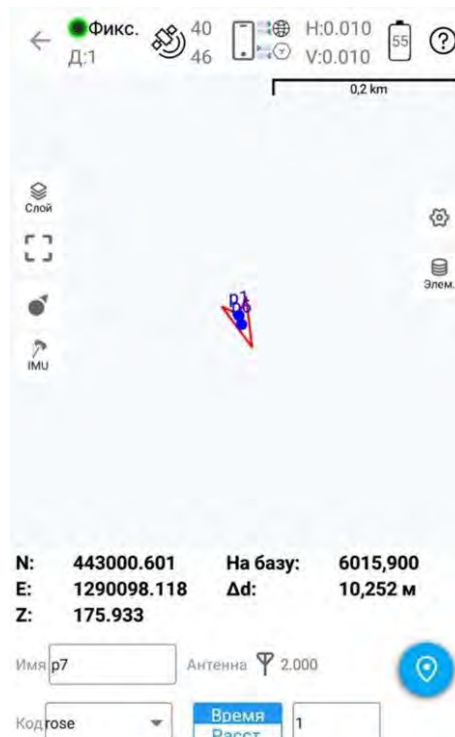 Фикс. 40 H:0.010 55 ?
Д:1 46 V:0.010
0,2 km
Слой
Элем.
IMU
p1
p6
N: 443000.601 На базу: 6015,900
E: 1290098.118 Δd: 10,252 м
Z: 175.933
Имя p7 Антенна 2.000
Код rose Время 1
Расст